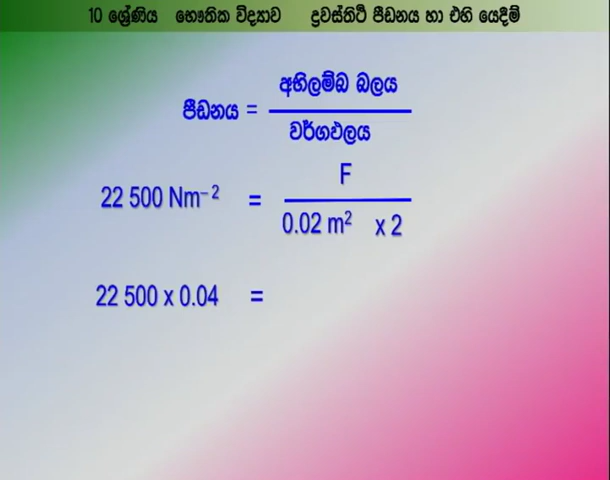 10 ශ්‍රේණිය භෞතික විද්‍යාව ද්‍රවස්ථිති පීඩනය හා එහි යෙදීම්
අභිලම්බ බලය
පීඩනය =
වර්ගඵලය
F
22 500 Nm⁻² =
0.02 m² x 2
22 500 x 0.04 =